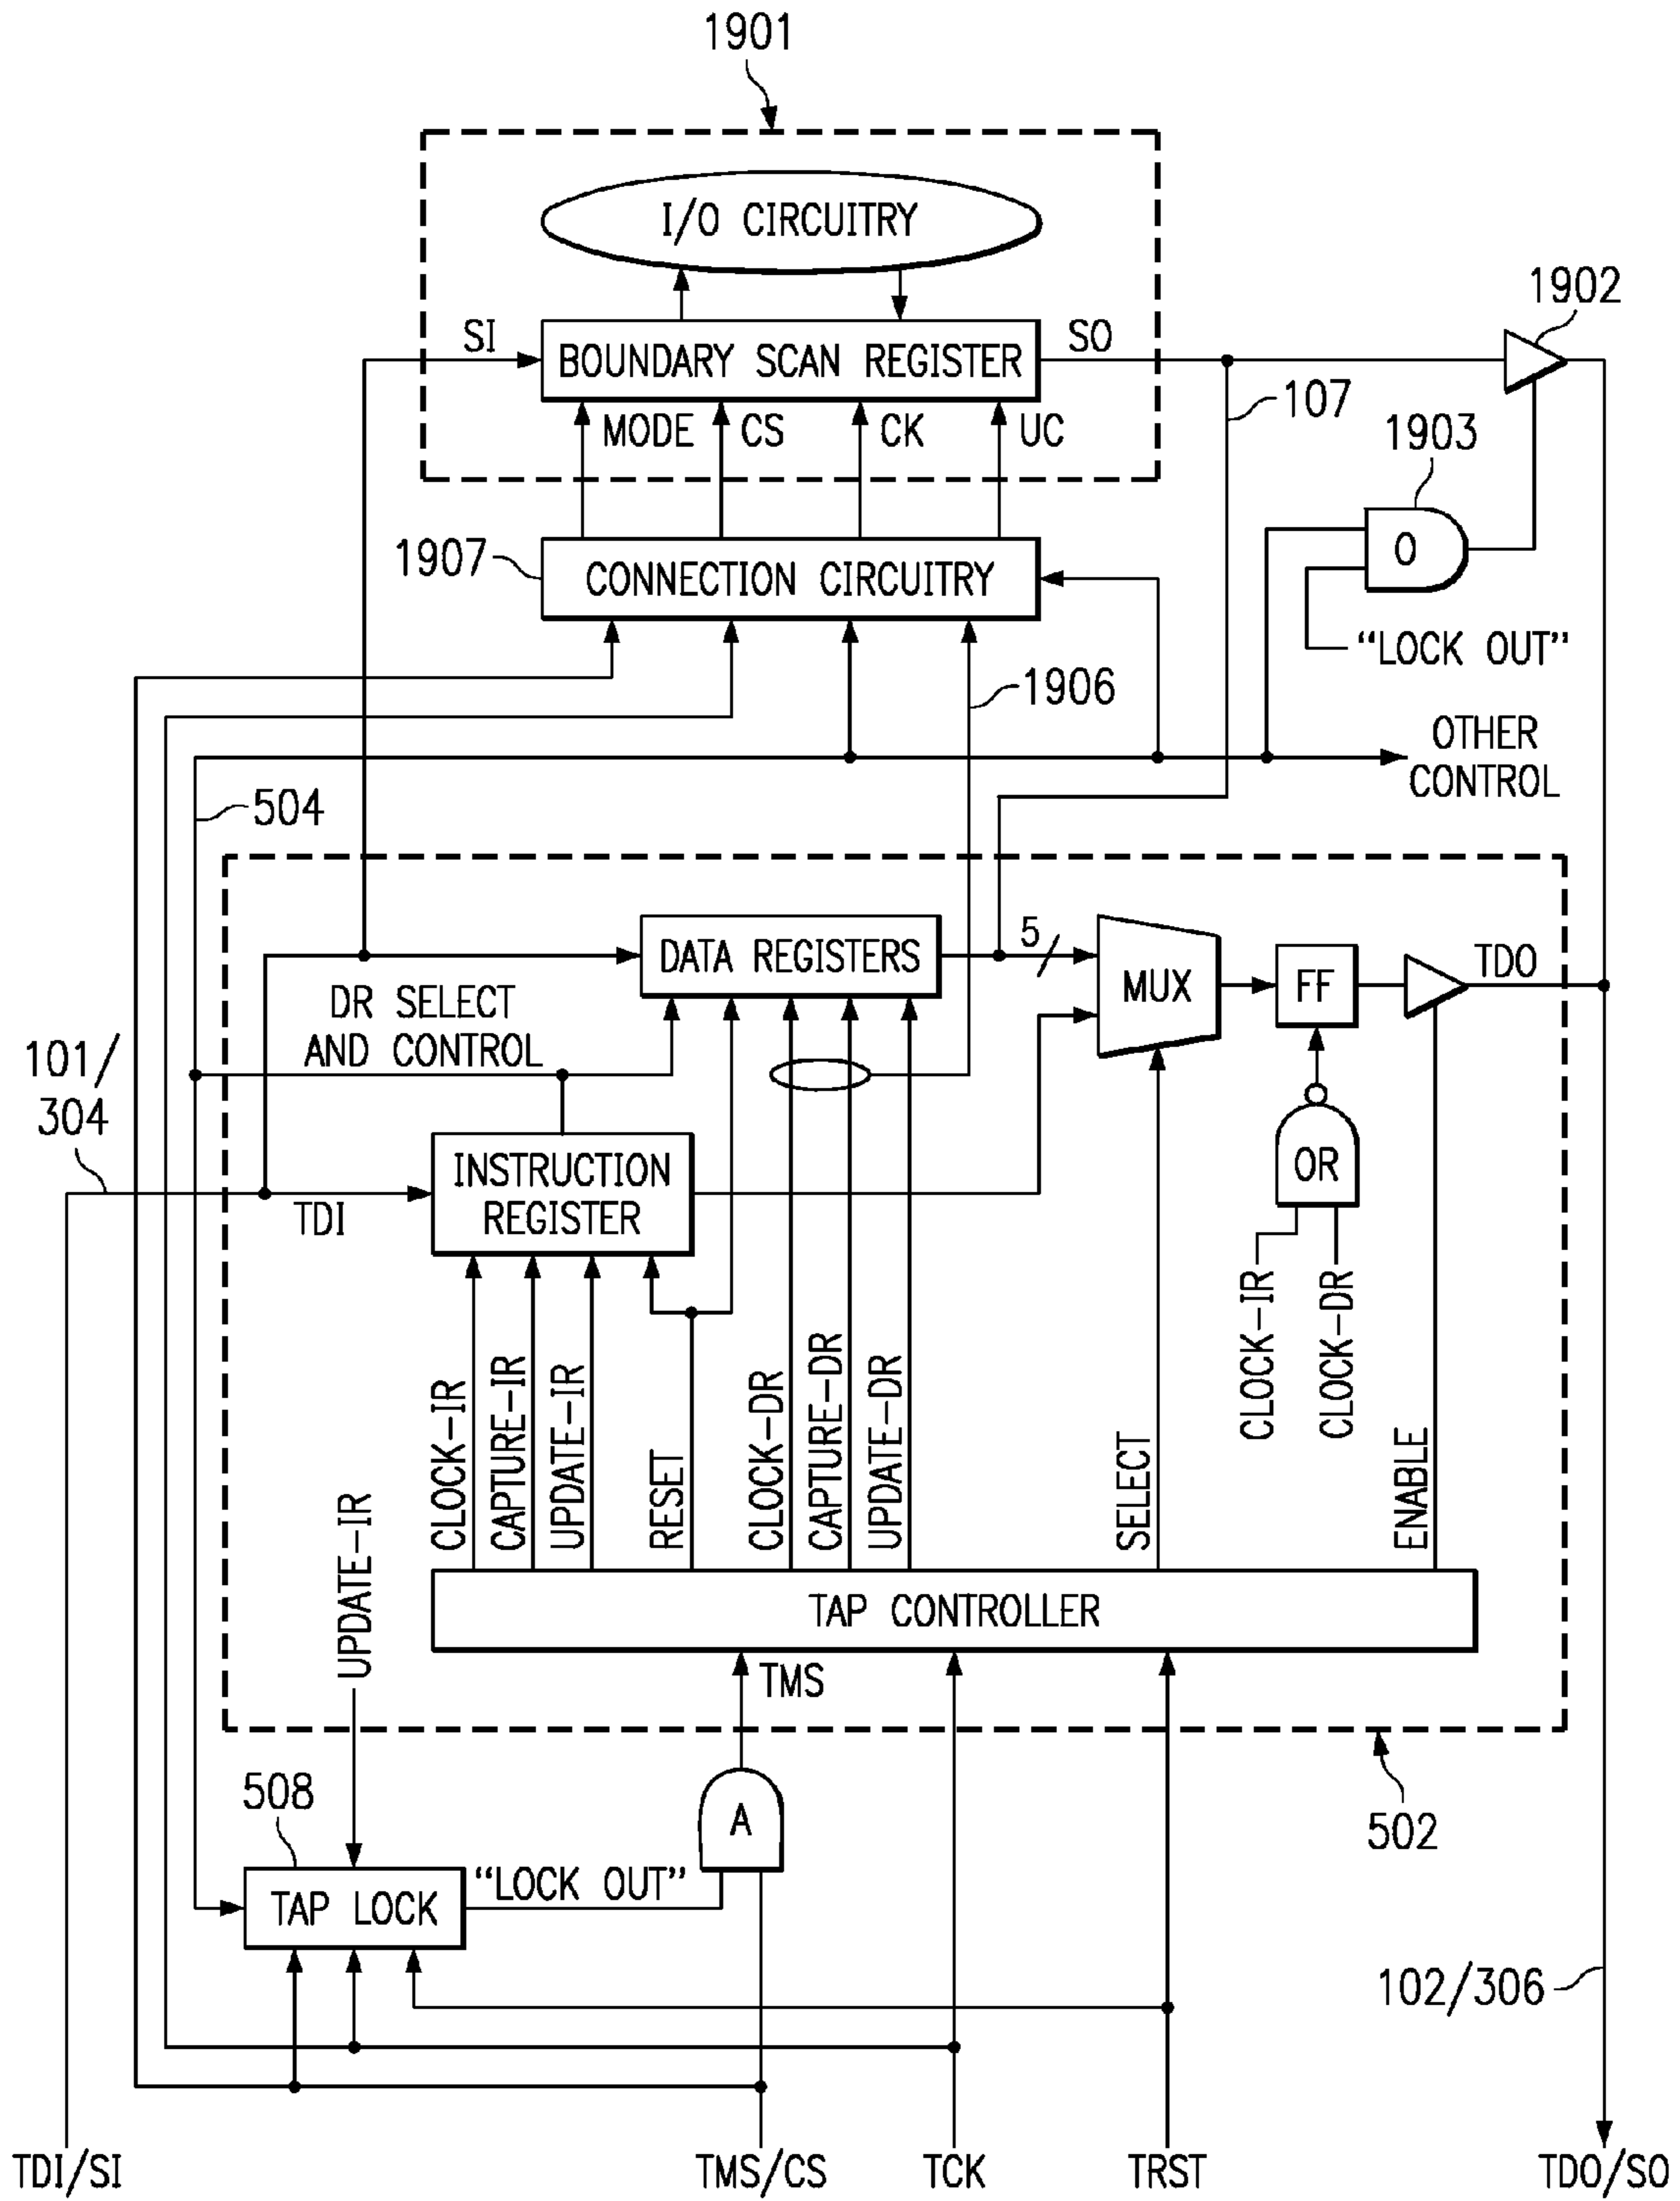 1901
I/O CIRCUITRY
1902
SI
BOUNDARY SCAN REGISTER
SO
107
MODE
CS
CK
UC
1903
O
1907
CONNECTION CIRCUITRY
"LOCK OUT"
1906
OTHER
CONTROL
504
5
DATA REGISTERS
MUX
FF
TDO
DR SELECT
AND CONTROL
101/
304
INSTRUCTION
REGISTER
OR
TDI
CLOCK-IR
CLOCK-DR
CLOCK-IR
CAPTURE-IR
UPDATE-IR
RESET
CLOCK-DR
CAPTURE-DR
UPDATE-DR
SELECT
ENABLE
UPDATE-IR
TAP CONTROLLER
TMS
508
A
502
TAP LOCK
"LOCK OUT"
102/306
TDI/SI
TMS/CS
TCK
TRST
TDO/SO